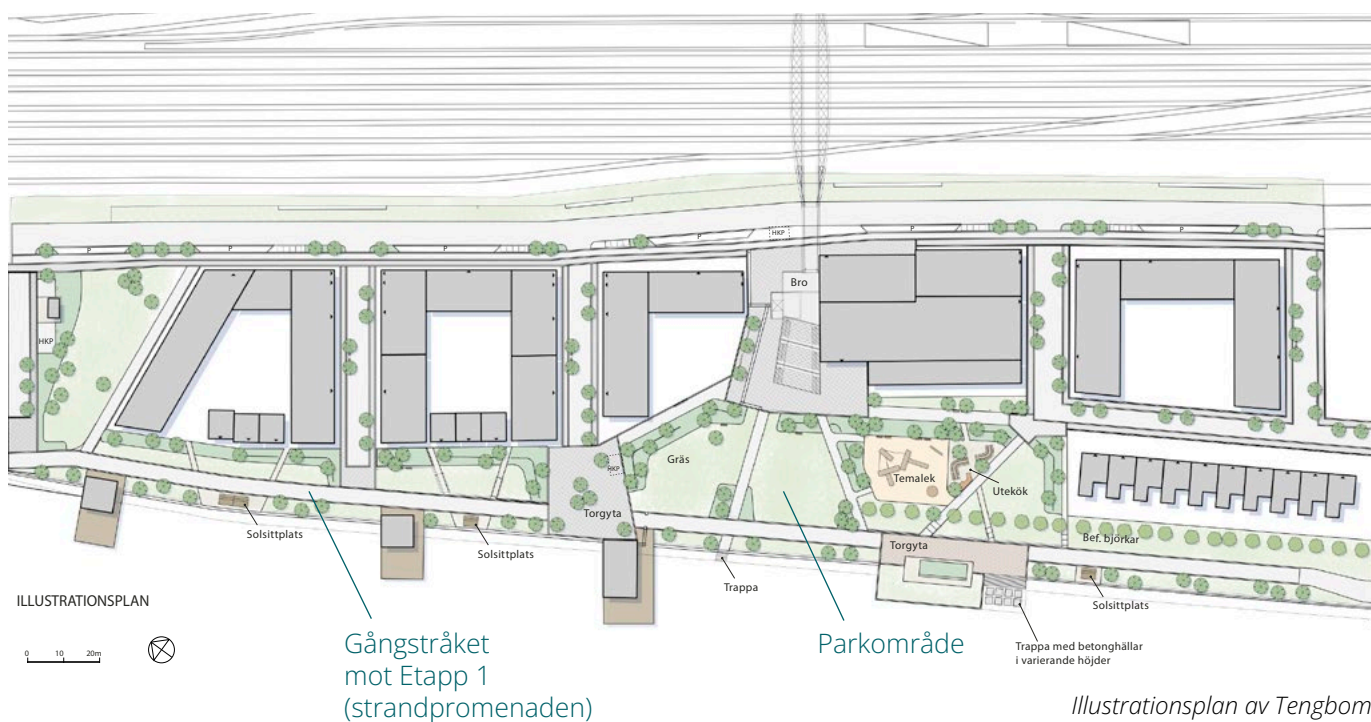 P
P
P
P
HKP
P
P
P
Bro
HKP
Gräs
HKP
Temalek
Utekök
Torgyta
Solsittplats
Solsittplats
Torgyta
Bef. björkar
Trappa
Solsittplats
ILLUSTRATIONSPLAN
0 10 20m
Trappa med betonghällar
i varierande höjder
Gångstråket
mot Etapp 1
(strandpromenaden)
Parkområde
Illustrationsplan av Tengbom